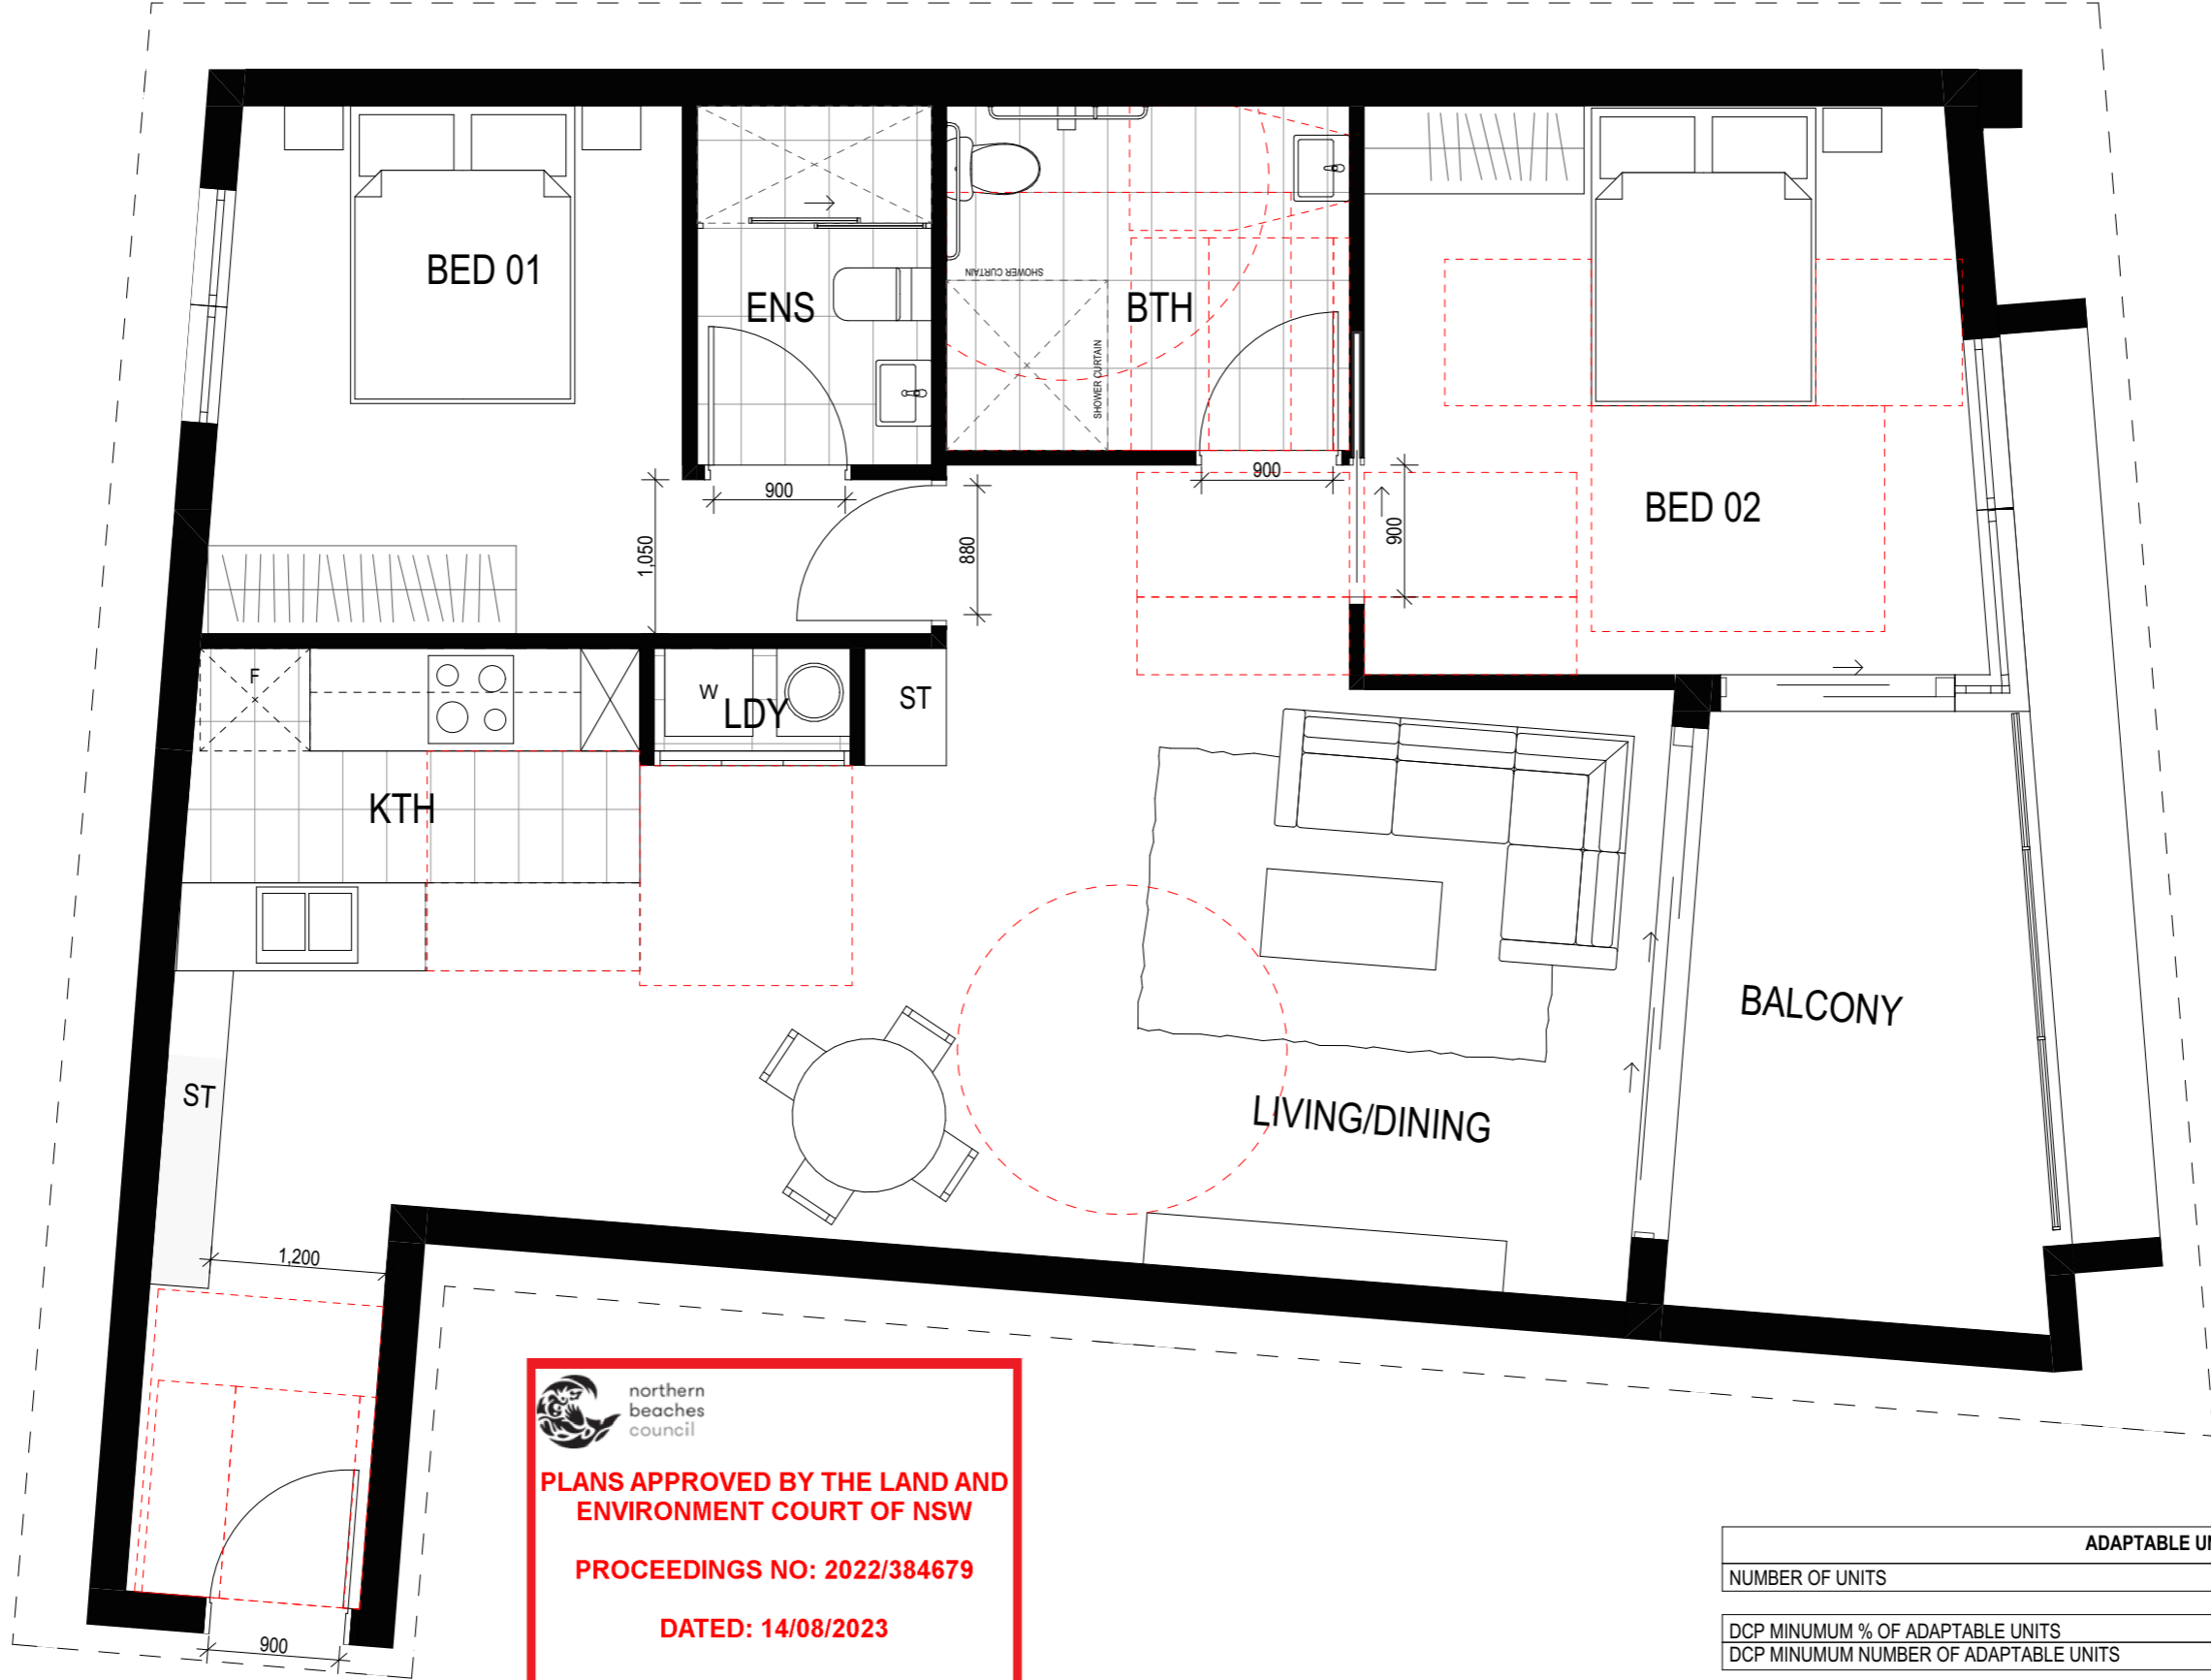 BED 01
ENS
SHOWER CURTAIN
SHOWER CURTAIN
BTH
BED 02
900
900
1,050
880
900
F
W
LDY
ST
KTH
BALCONY
ST
LIVING/DINING
1,200
900
northern
beaches
council
PLANS APPROVED BY THE LAND AND
ENVIRONMENT COURT OF NSW
PROCEEDINGS NO: 2022/384679
DATED: 14/08/2023
ADAPTABLE
NUMBER OF UNITS
DCP MINUMUM % OF ADAPTABLE UNITS
DCP MINUMUM NUMBER OF ADAPTABLE UNITS